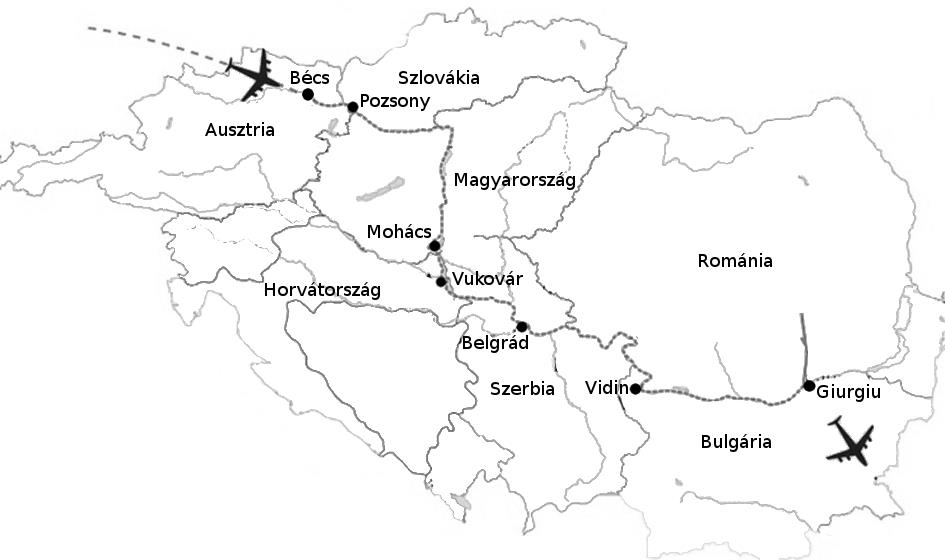 Bécs
Szlovákia
Pozsony
Ausztria
Magyarország
Mohács
Románia
Vukovár
Horvátország
Belgrád
Szerbia
Vidin
Giurgiu
Bulgária